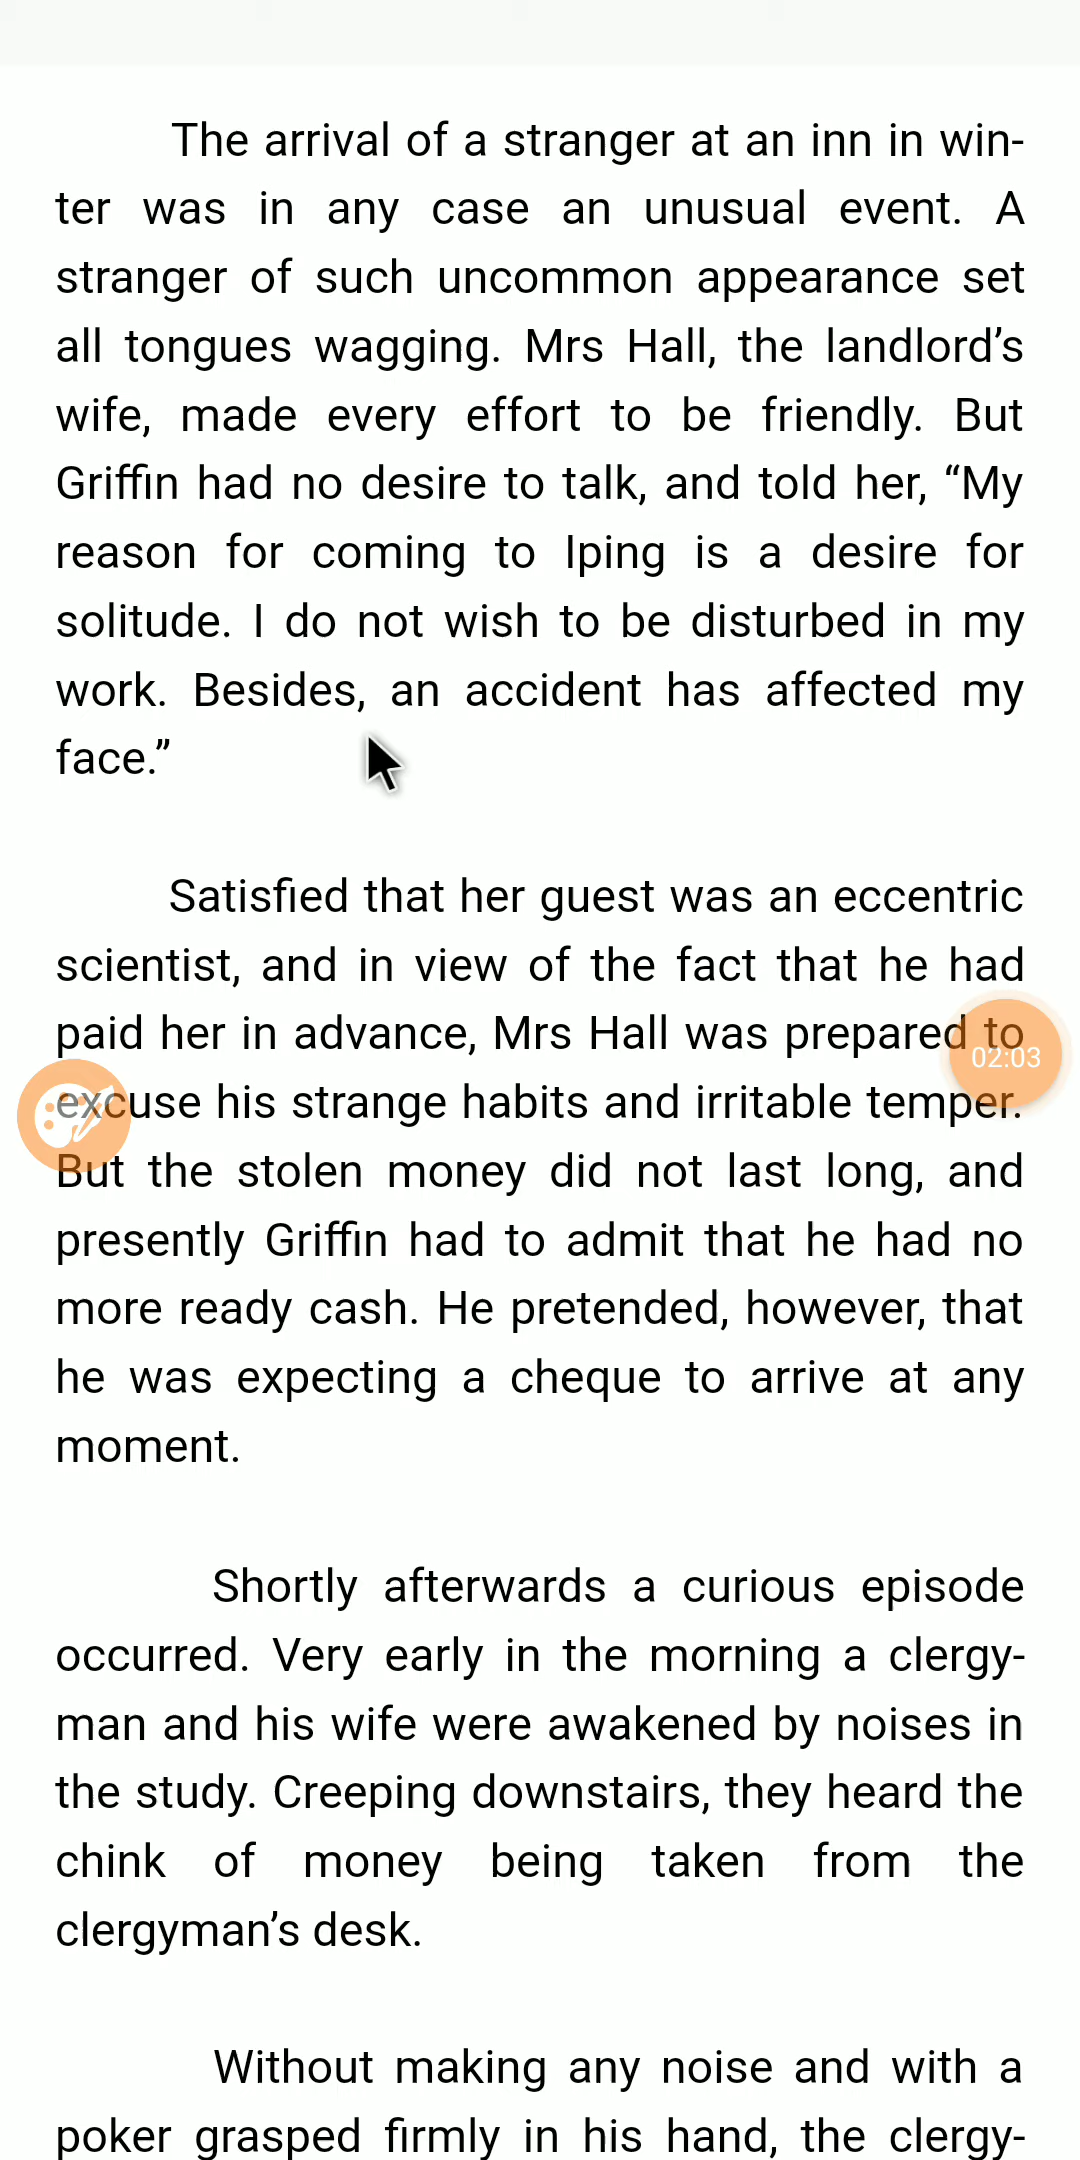 The arrival of a stranger at an inn in win-
ter was in any case an unusual event. A
stranger of such uncommon appearance set
all tongues wagging. Mrs Hall, the landlord’s
wife, made every effort to be friendly. But
Griffin had no desire to talk, and told her, “My
reason for coming to Iping is a desire for
solitude. I do not wish to be disturbed in my
work. Besides, an accident has affected my
face.”
Satisfied that her guest was an eccentric
scientist, and in view of the fact that he had
paid her in advance, Mrs Hall was prepared to
02:03
excuse his strange habits and irritable temper.
But the stolen money did not last long, and
presently Griffin had to admit that he had no
more ready cash. He pretended, however, that
he was expecting a cheque to arrive at any
moment.
Shortly afterwards a curious episode
occurred. Very early in the morning a clergy-
man and his wife were awakened by noises in
the study. Creeping downstairs, they heard the
chink of money being taken from the
clergyman’s desk.
Without making any noise and with a
poker grasped firmly in his hand, the clergy-